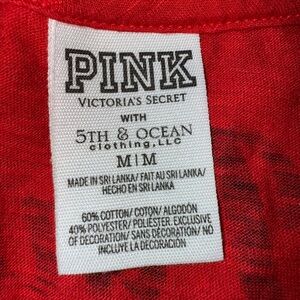 PINK
VICTORIA'S SECRET
WITH
5TH & OCEAN
clothing, LLC
M|M
MADE IN SRI LANKA/ FAIT AU SRI LANKA/
HECHO EN SRI LANKA
60% COTTON/ COTON/ ALGODÓN
40% POLYESTER/ POLIÉSTER. EXCLUSIVE
OF DECORATION/ SANS DÉCORATION/ NO
INCLUYE LA DECORACIÓN